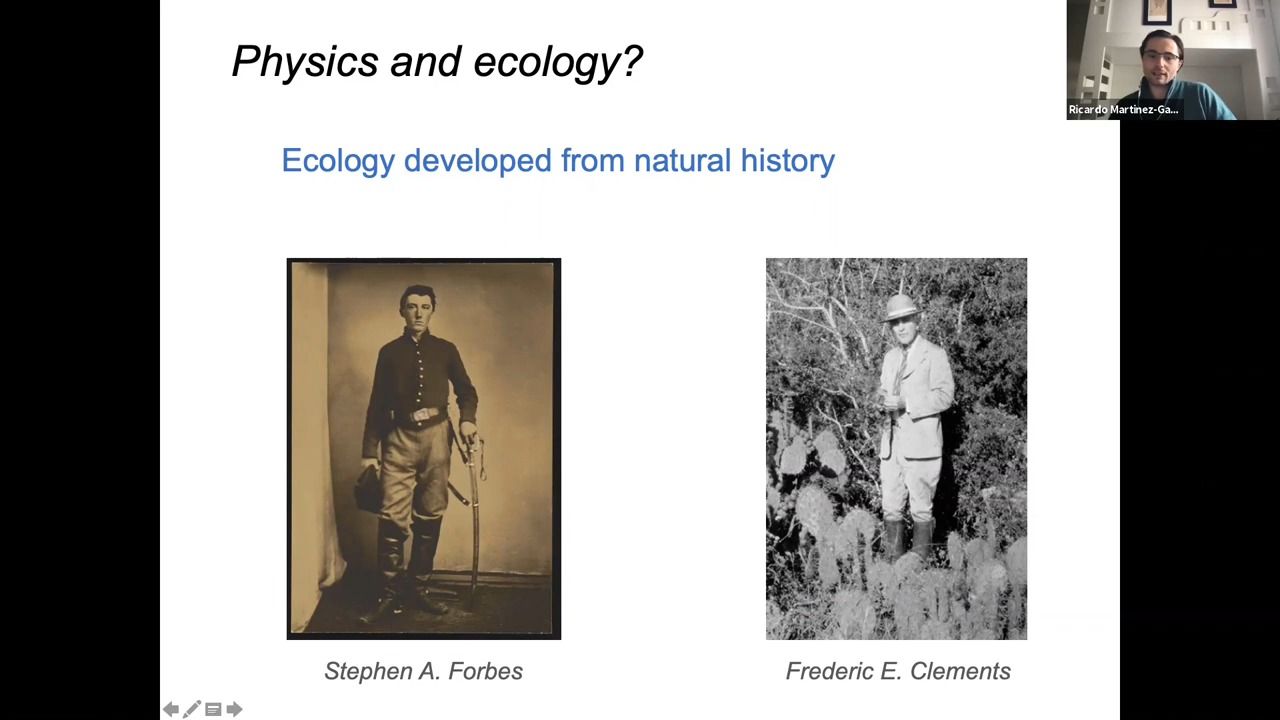 Physics and ecology?
Ricardo Martinez-Ga...
Ecology developed from natural history
Stephen A. Forbes
Frederic E. Clements